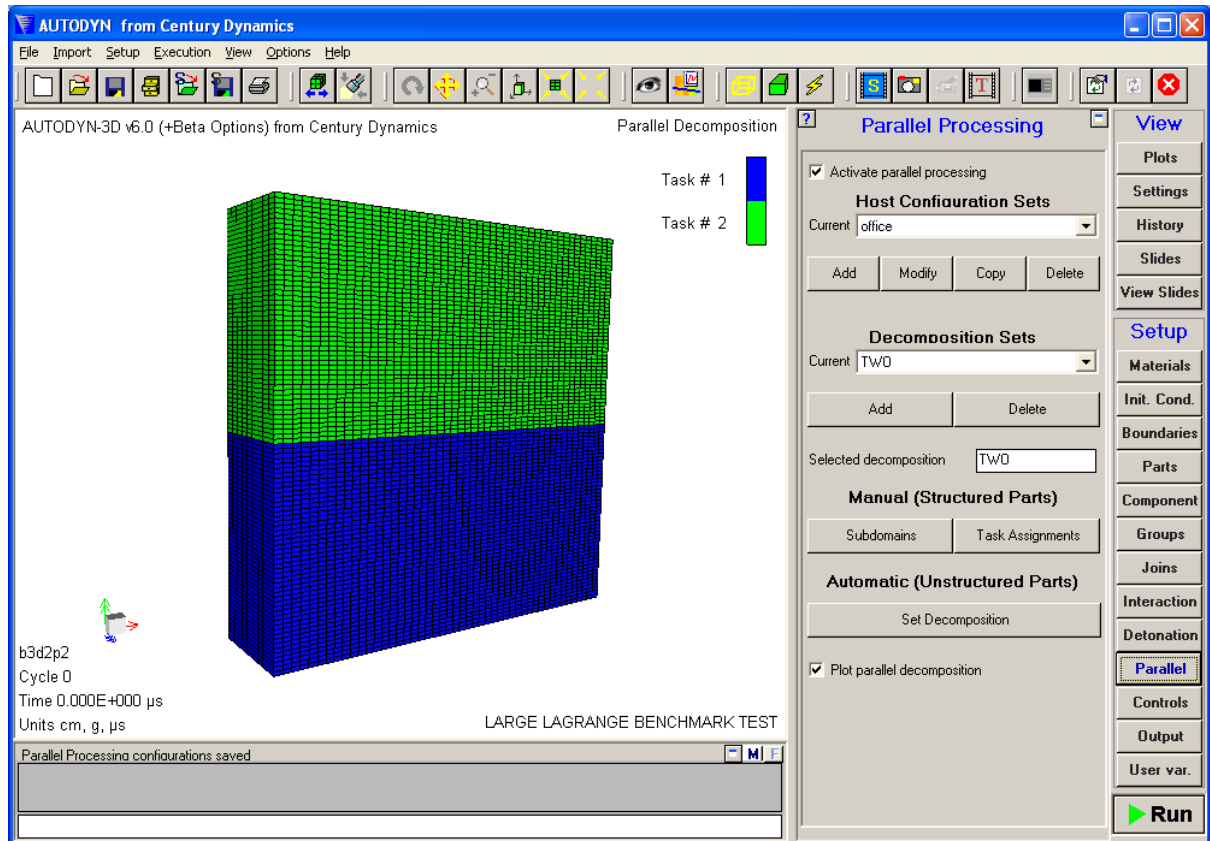 AUTODYN from Century Dynamics
File Import Setup Execution View Options Help
S
T
AUTODYN-3D v6.0 (+Beta Options) from Century Dynamics
Parallel Decomposition
Task # 1
Task # 2
b3d2p2
Cycle 0
Time 0.000E+000 µs
Units cm, g, µs
LARGE LAGRANGE BENCHMARK TEST
Parallel Processing configurations saved
M F
? Parallel Processing
Activate parallel processing
Host Configuration Sets
Current office
Add Modify Copy Delete
Decomposition Sets
Current TWO
Add Delete
Selected decomposition TWO
Manual (Structured Parts)
Subdomains Task Assignments
Automatic (Unstructured Parts)
Set Decomposition
Plot parallel decomposition
View
Plots
Settings
History
Slides
View Slides
Setup
Materials
Init. Cond.
Boundaries
Parts
Component
Groups
Joins
Interaction
Detonation
Parallel
Controls
Output
User var.
Run